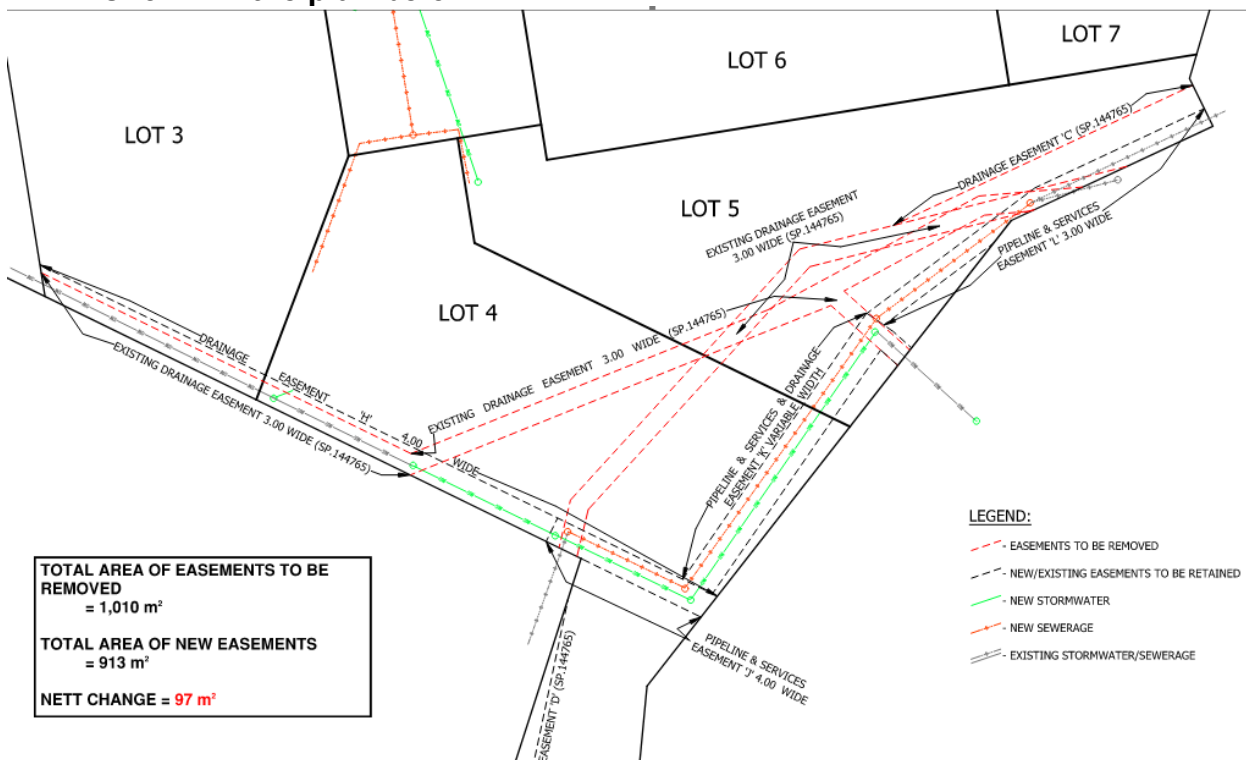 LOT 7
LOT 6
LOT 3
DRAINAGE EASEMENT 'C' (SP.144765)
LOT 5
EXISTING DRAINAGE EASEMENT
3.00 WIDE (SP.144765)
PIPELINE & SERVICES
EASEMENT 'L' 3.00 WIDE
LOT 4
DRAINAGE EASEMENT 'H' 4.00 WIDE
EXISTING DRAINAGE EASEMENT 3.00 WIDE (SP.144765)
EXISTING DRAINAGE EASEMENT 3.00 WIDE (SP.144765)
PIPELINE & SERVICES & DRAINAGE
EASEMENT 'K' VARIABLE WIDTH
PIPELINE & SERVICES
EASEMENT 'J' 4.00 WIDE
EASEMENT 'D' (SP.144765)
LEGEND:
- EASEMENTS TO BE REMOVED
- NEW/EXISTING EASEMENTS TO BE RETAINED
- NEW STORMWATER
- NEW SEWERAGE
- EXISTING STORMWATER/SEWERAGE
TOTAL AREA OF EASEMENTS TO BE
REMOVED
= 1,010 m²
TOTAL AREA OF NEW EASEMENTS
= 913 m²
NETT CHANGE = 97 m²